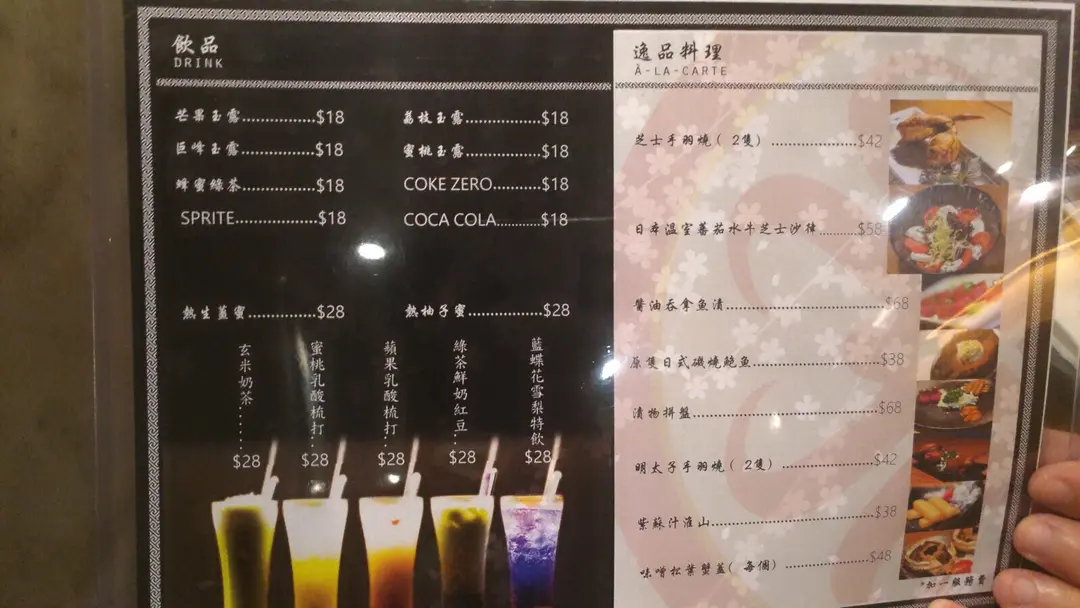 飲品
DRINK
芒果玉露...............$18
巨峰玉露................$18
蜂蜜綠茶...............$18
SPRITE..................$18
荔枝玉露................$18
蜜桃玉露................$18
COKE ZERO...........$18
COCA COLA...........$18
熱生薑蜜..............$28
熱柚子蜜..................$28
玄米奶茶.........$28
蜜桃乳酸梳打..$28
蘋果乳酸梳打..$28
綠茶鮮奶紅豆...$28
藍蝶花雪梨特飲$28
逸品料理
À-LA-CARTE
芝士手羽燒( 2隻) ..................$42
日本溫室蕃茄水牛芝士沙律.........$58
醬油吞拿魚漬..................................$68
原隻日式磯燒鮑魚...........................$38
漬物拼盤.......................................$68
明太子手羽燒( 2隻) ..................$42
紫蘇汁淮山..................................$38
味噌松葉蟹蓋( 每個) ....................$48
*加一服務費